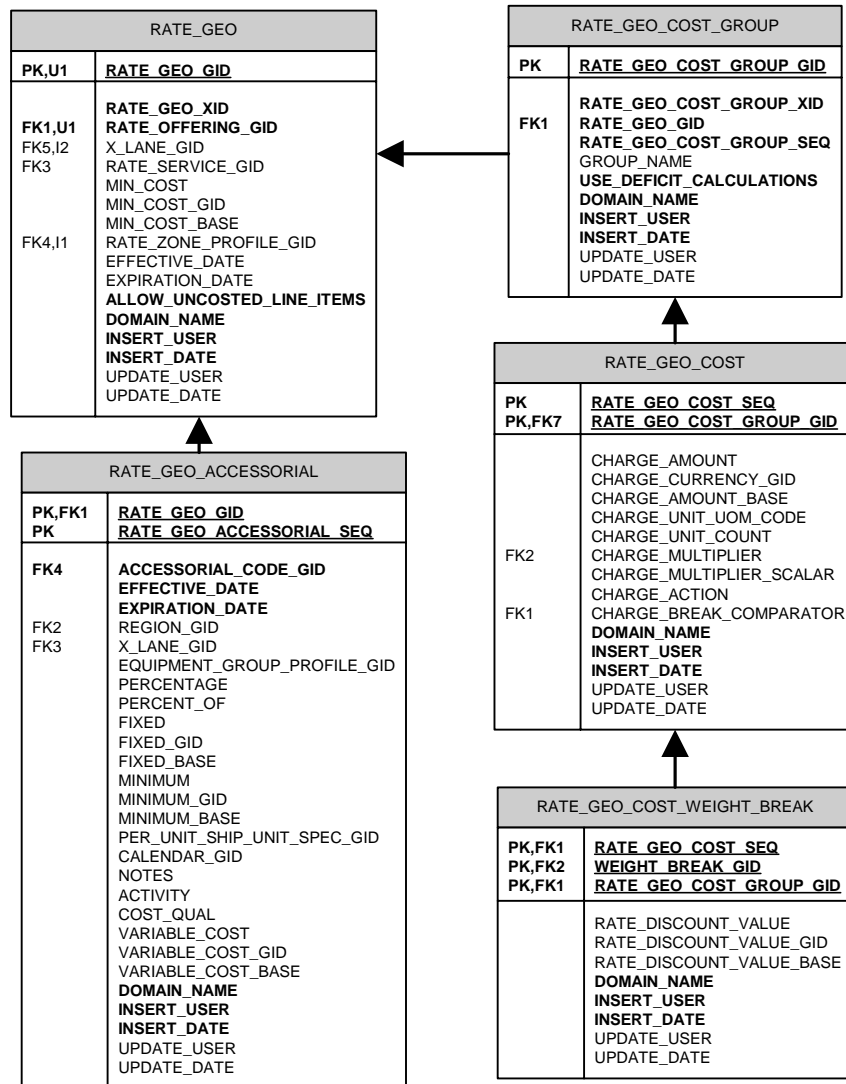 RATE_GEO
PK,U1 RATE_GEO_GID
RATE_GEO_XID
FK1,U1 RATE_OFFERING_GID
FK5,I2 X_LANE_GID
FK3 RATE_SERVICE_GID
MIN_COST
MIN_COST_GID
MIN_COST_BASE
FK4,I1 RATE_ZONE_PROFILE_GID
EFFECTIVE_DATE
EXPIRATION_DATE
ALLOW_UNCOSTED_LINE_ITEMS
DOMAIN_NAME
INSERT_USER
INSERT_DATE
UPDATE_USER
UPDATE_DATE
RATE_GEO_ACCESSORIAL
PK,FK1 RATE_GEO_GID
PK RATE_GEO_ACCESSORIAL_SEQ
FK4 ACCESSORIAL_CODE_GID
EFFECTIVE_DATE
EXPIRATION_DATE
FK2 REGION_GID
FK3 X_LANE_GID
EQUIPMENT_GROUP_PROFILE_GID
PERCENTAGE
PERCENT_OF
FIXED
FIXED_GID
FIXED_BASE
MINIMUM
MINIMUM_GID
MINIMUM_BASE
PER_UNIT_SHIP_UNIT_SPEC_GID
CALENDAR_GID
NOTES
ACTIVITY
COST_QUAL
VARIABLE_COST
VARIABLE_COST_GID
VARIABLE_COST_BASE
DOMAIN_NAME
INSERT_USER
INSERT_DATE
UPDATE_USER
UPDATE_DATE
RATE_GEO_COST_GROUP
PK RATE_GEO_COST_GROUP_GID
RATE_GEO_COST_GROUP_XID
FK1 RATE_GEO_GID
RATE_GEO_COST_GROUP_SEQ
GROUP_NAME
USE_DEFICIT_CALCULATIONS
DOMAIN_NAME
INSERT_USER
INSERT_DATE
UPDATE_USER
UPDATE_DATE
RATE_GEO_COST
PK RATE_GEO_COST_SEQ
PK,FK7 RATE_GEO_COST_GROUP_GID
CHARGE_AMOUNT
CHARGE_CURRENCY_GID
CHARGE_AMOUNT_BASE
CHARGE_UNIT_UOM_CODE
CHARGE_UNIT_COUNT
FK2 CHARGE_MULTIPLIER
CHARGE_MULTIPLIER_SCALAR
CHARGE_ACTION
FK1 CHARGE_BREAK_COMPARATOR
DOMAIN_NAME
INSERT_USER
INSERT_DATE
UPDATE_USER
UPDATE_DATE
RATE_GEO_COST_WEIGHT_BREAK
PK,FK1 RATE_GEO_COST_SEQ
PK,FK2 WEIGHT_BREAK_GID
PK,FK1 RATE_GEO_COST_GROUP_GID
RATE_DISCOUNT_VALUE
RATE_DISCOUNT_VALUE_GID
RATE_DISCOUNT_VALUE_BASE
DOMAIN_NAME
INSERT_USER
INSERT_DATE
UPDATE_USER
UPDATE_DATE